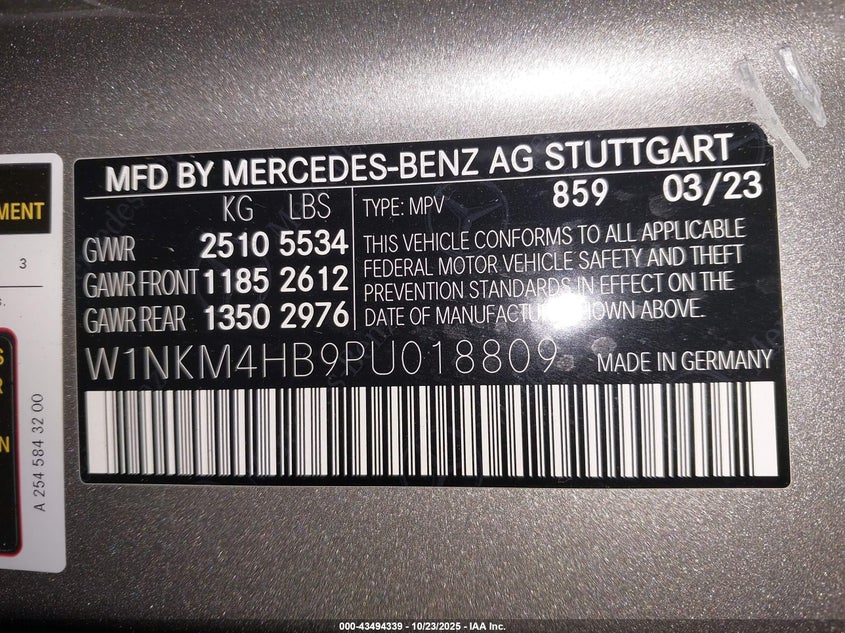 MFD BY MERCEDES-BENZ AG STUTTGART
KG LBS
GVWR 2510 5534
GAWR FRONT 1185 2612
GAWR REAR 1350 2976
TYPE: MPV 859 03/23
THIS VEHICLE CONFORMS TO ALL APPLICABLE
FEDERAL MOTOR VEHICLE SAFETY AND THEFT
PREVENTION STANDARDS IN EFFECT ON THE
DATE OF MANUFACTURE SHOWN ABOVE.
W1NKM4HB9PU018809
MADE IN GERMANY
MENT
3
s.
S
R
N
A 254 584 32 00
000-43494339 - 10/23/2025 - IAA Inc.